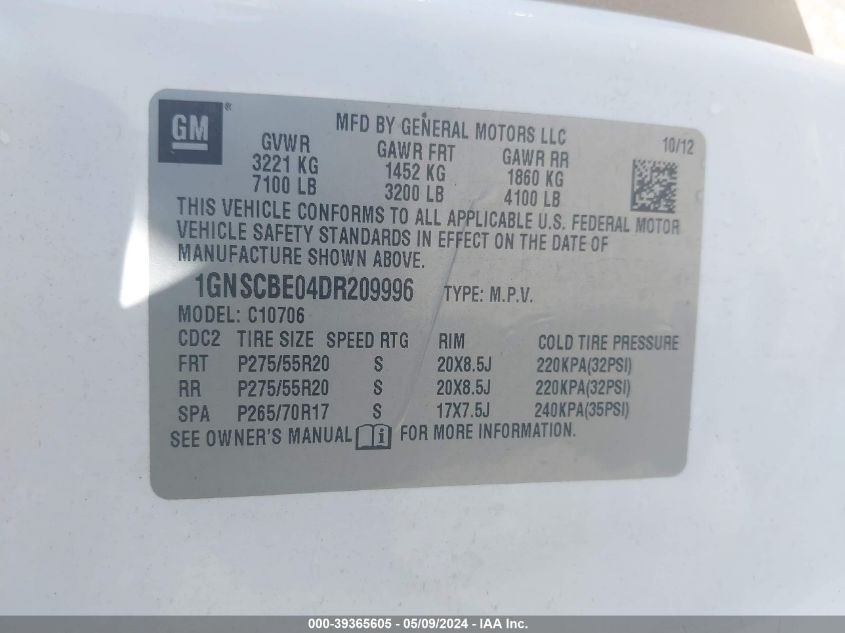 GM ®
MFD BY GENERAL MOTORS LLC
10/12
GVWR GAWR FRT GAWR RR
3221 KG 1452 KG 1860 KG
7100 LB 3200 LB 4100 LB
THIS VEHICLE CONFORMS TO ALL APPLICABLE U.S. FEDERAL MOTOR
VEHICLE SAFETY STANDARDS IN EFFECT ON THE DATE OF
MANUFACTURE SHOWN ABOVE.
1GNSCBE04DR209996 TYPE: M.P.V.
MODEL: C10706
CDC2 TIRE SIZE SPEED RTG RIM COLD TIRE PRESSURE
FRT P275/55R20 S 20X8.5J 220KPA(32PSI)
RR P275/55R20 S 20X8.5J 220KPA(32PSI)
SPA P265/70R17 S 17X7.5J 240KPA(35PSI)
SEE OWNER'S MANUAL i FOR MORE INFORMATION.
000-39365605 - 05/09/2024 - IAA Inc.